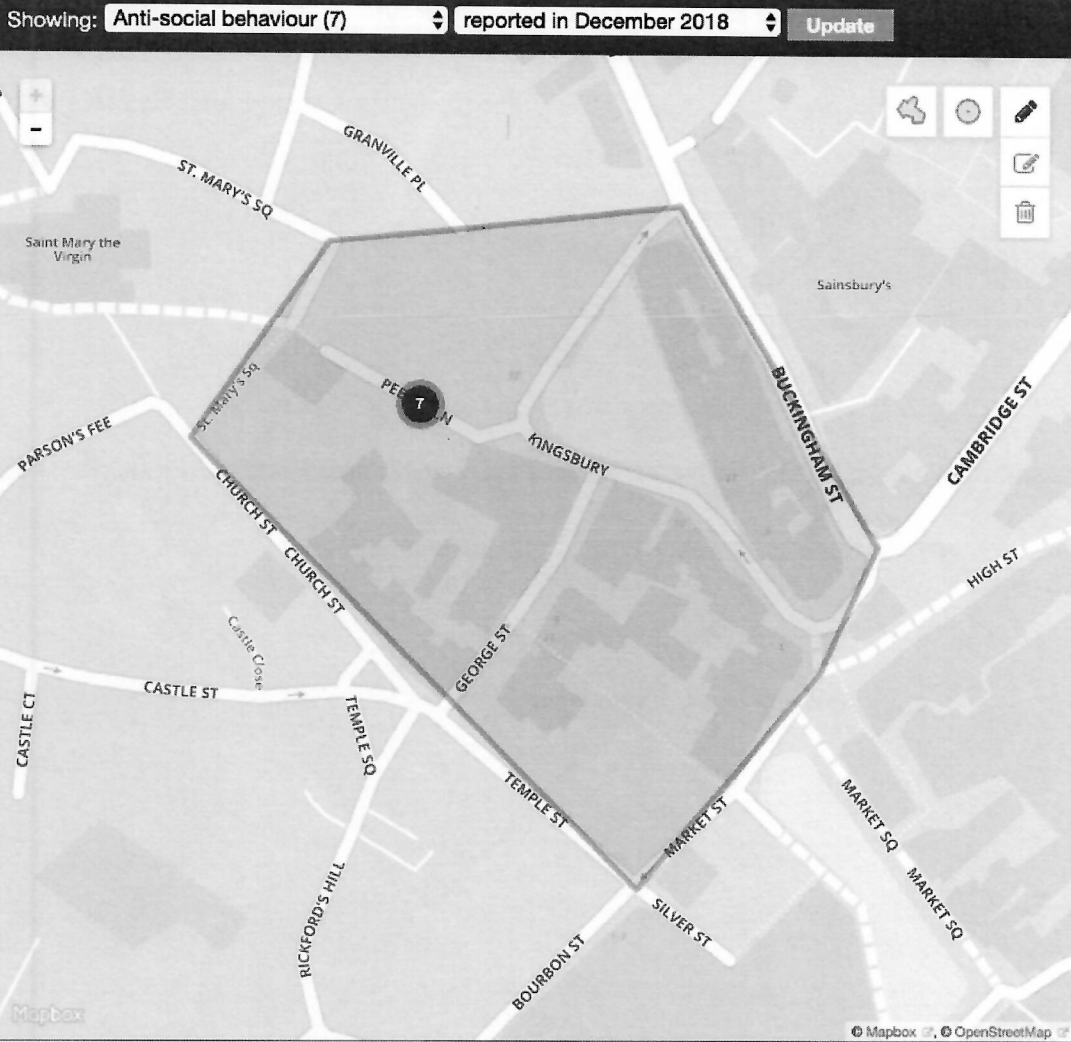 Showing: Anti-social behaviour (7) reported in December 2018 Update
+
-
GRANVILLE PL
ST. MARY'S SQ
Saint Mary the
Virgin
Sainsbury's
St. Mary's Sq
7
PARSON'S FEE
KINGSBURY
BUCKINGHAM ST
CAMBRIDGE ST
CHURCH ST
CHURCH ST
HIGH ST
Castle Close
GEORGE ST
CASTLE ST
CASTLE CT
TEMPLE SQ
TEMPLE ST
MARKET ST
MARKET SQ
MARKET SQ
RICKFORD'S HILL
SILVER ST
BOURBON ST
Mapbox
© Mapbox, © OpenStreetMap